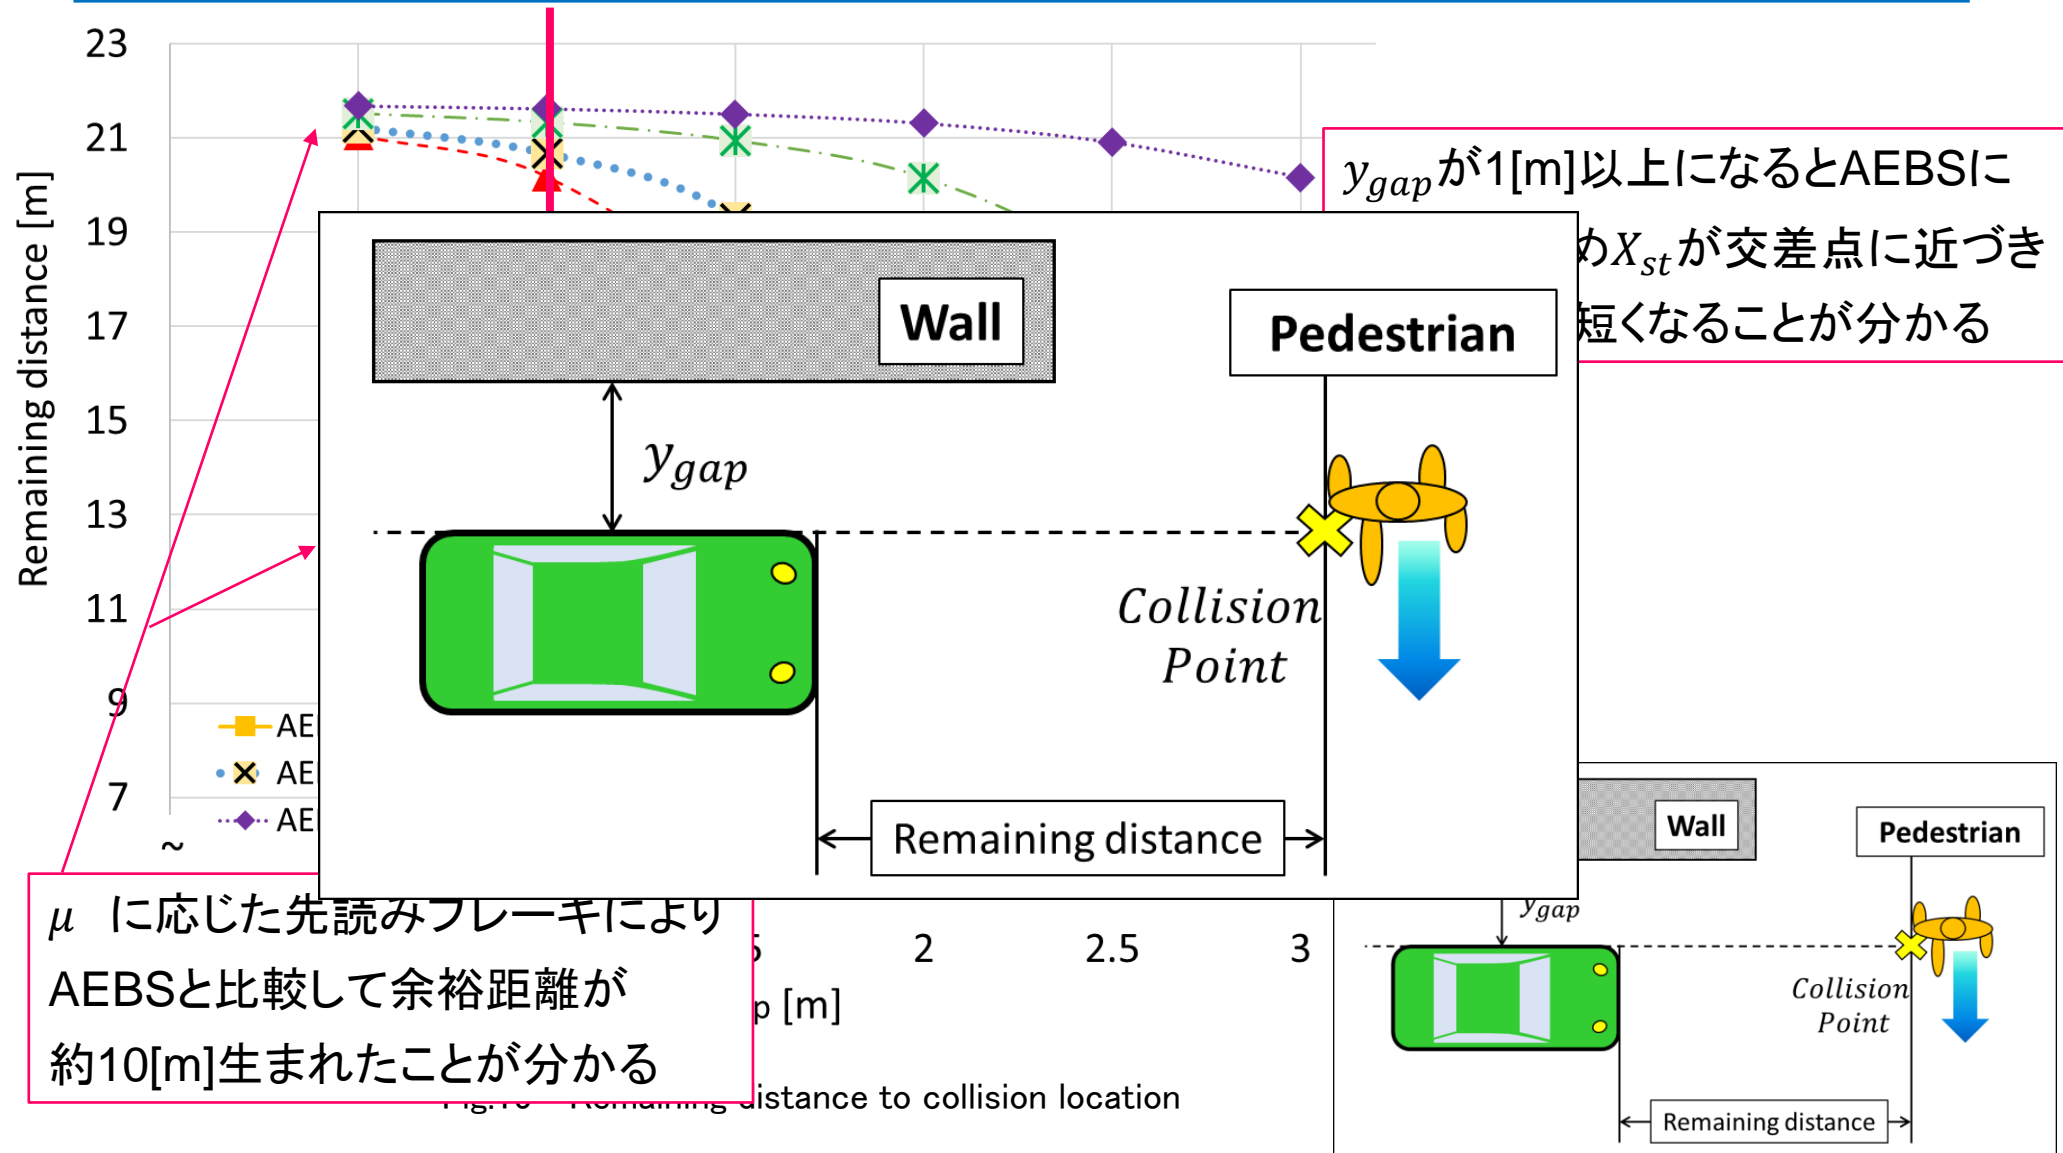 23
21
19
17
15
13
11
9
7
~
Remaining distance [m]
AE
AE
AE
2
2.5
3
[m]
distance to collision location
𝑦𝑔𝑎𝑝が1[m]以上になるとAEBSに
め𝑋𝑠𝑡が交差点に近づき
短くなることが分かる
Wall
Pedestrian
𝑦𝑔𝑎𝑝
Collision
Point
Remaining distance
μ に応じた先読みブレーキにより
AEBSと比較して余裕距離が
約10[m]生まれたことが分かる
Wall
Pedestrian
𝑦𝑔𝑎𝑝
Collision
Point
Remaining distance